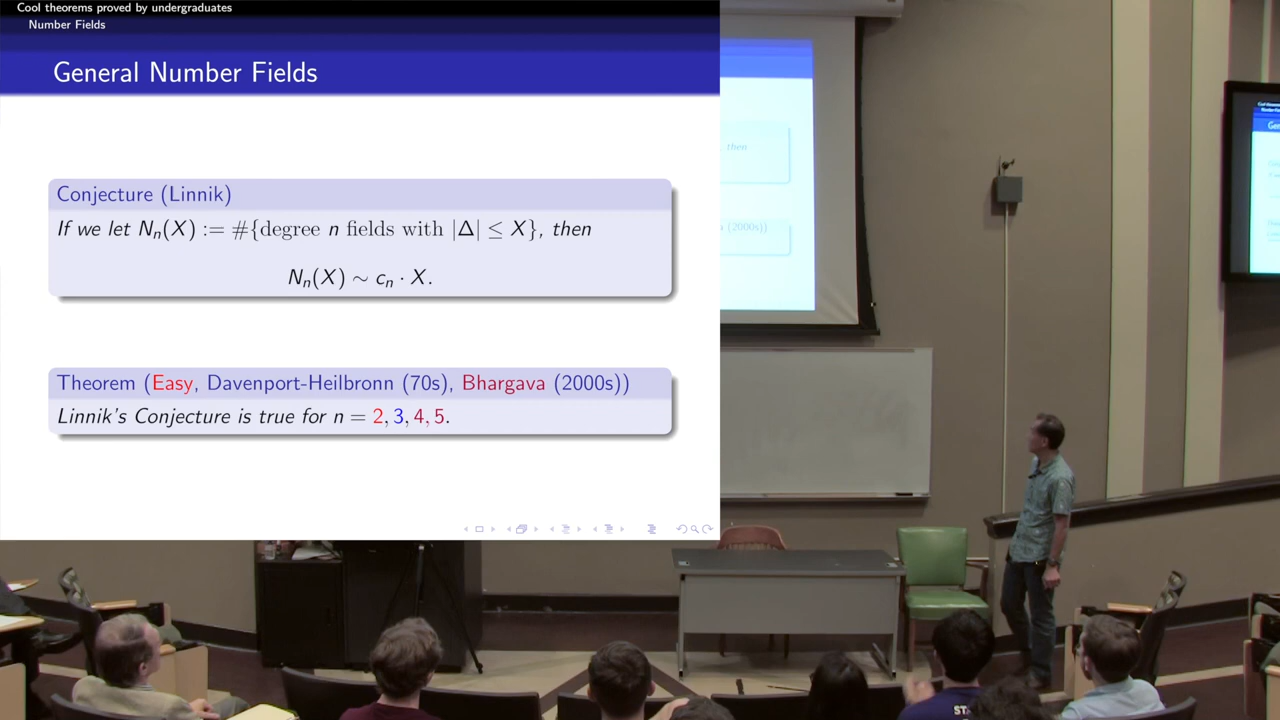 Cool theorems proved by undergraduates
Number Fields
General Number Fields
Conjecture (Linnik)
If we let Nₙ(X) := #{degree n fields with |Δ| ≤ X}, then
Nₙ(X) ∼ cₙ · X.
Theorem (Easy, Davenport-Heilbronn (70s), Bhargava (2000s))
Linnik's Conjecture is true for n = 2, 3, 4, 5.
, then
(2000s))